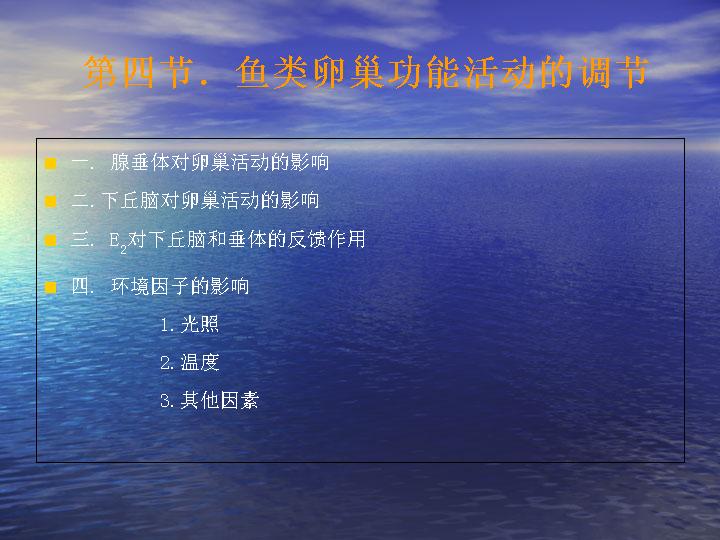 第四节．鱼类卵巢功能活动的调节
一. 腺垂体对卵巢活动的影响
二.下丘脑对卵巢活动的影响
三. E₂对下丘脑和垂体的反馈作用
四. 环境因子的影响
1.光照
2.温度
3.其他因素